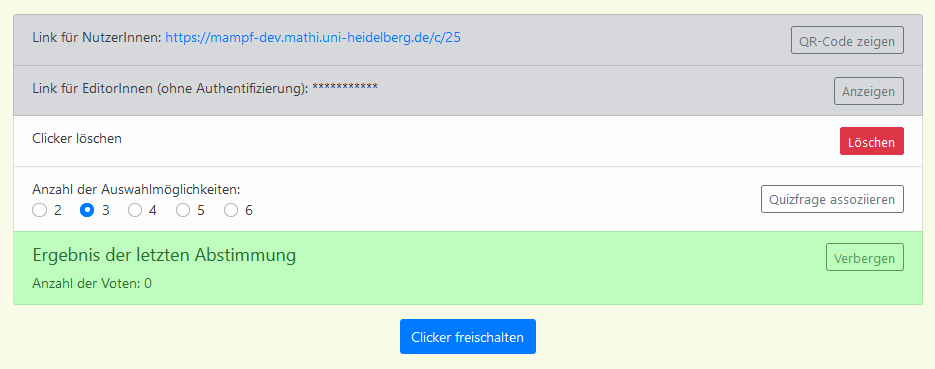 Link für NutzerInnen: https://mampf-dev.mathi.uni-heidelberg.de/c/25 QR-Code zeigen
Link für EditorInnen (ohne Authentifizierung): *********** Anzeigen
Clicker löschen Löschen
Anzahl der Auswahlmöglichkeiten:
2 3 4 5 6 Quizfrage assoziieren
Ergebnis der letzten Abstimmung Verbergen
Anzahl der Voten: 0
Clicker freischalten